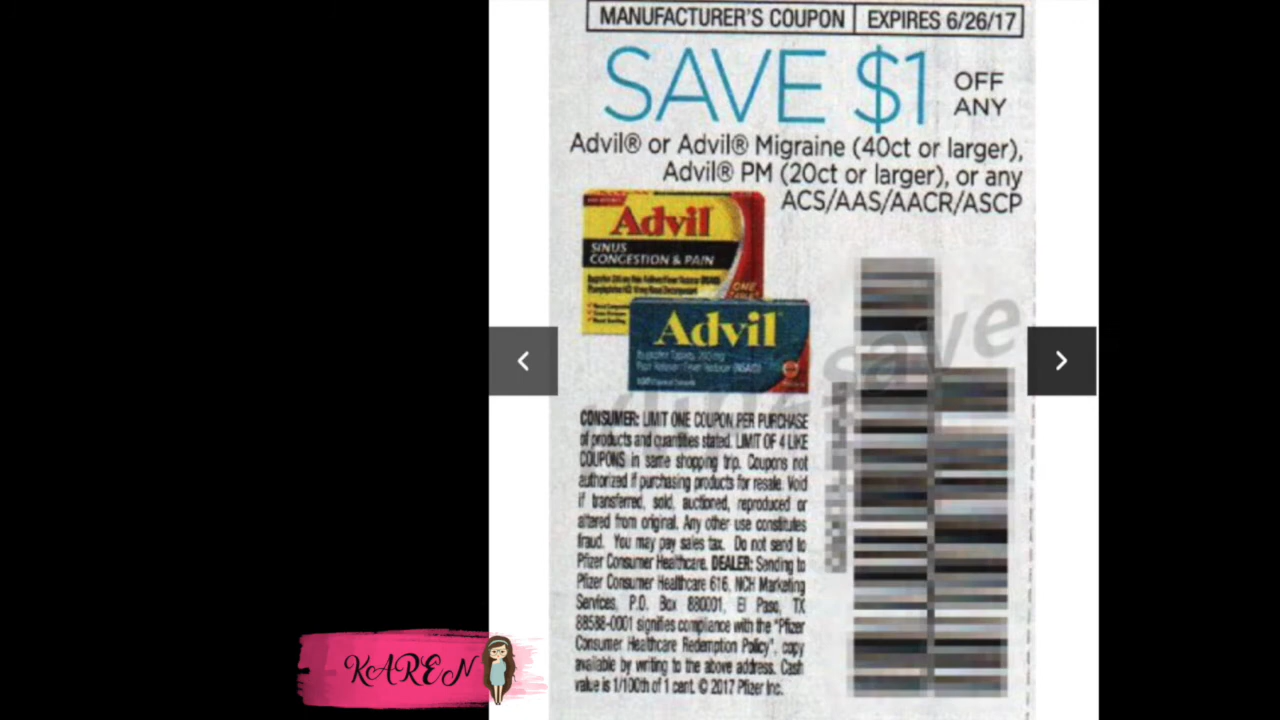 MANUFACTURER'S COUPON EXPIRES 6/26/17
SAVE $1 OFF ANY
Advil® or Advil® Migraine (40ct or larger),
Advil® PM (20ct or larger), or any
ACS/AAS/AACR/ASCP
Advil
SINUS
CONGESTION & PAIN
ONE
Advil
CONSUMER: LIMIT ONE COUPON PER PURCHASE
of products and quantities stated. LIMIT OF 4 LIKE
COUPONS in same shopping trip. Coupons not
authorized if purchasing products for resale. Void
if transferred, sold, auctioned, reproduced or
altered from original. Any other use constitutes
fraud. You may pay sales tax. Do not send to
Pfizer Consumer Healthcare. DEALER: Sending to
Pfizer Consumer Healthcare 616, NCH Marketing
Services, P.O. Box 880001, El Paso, TX
88588-0001 signifies compliance with the "Pfizer
Consumer Healthcare Redemption Policy", copy
available by writing to the above address. Cash
value is 1/100th of 1 cent. © 2017 Pfizer Inc.
KAREN